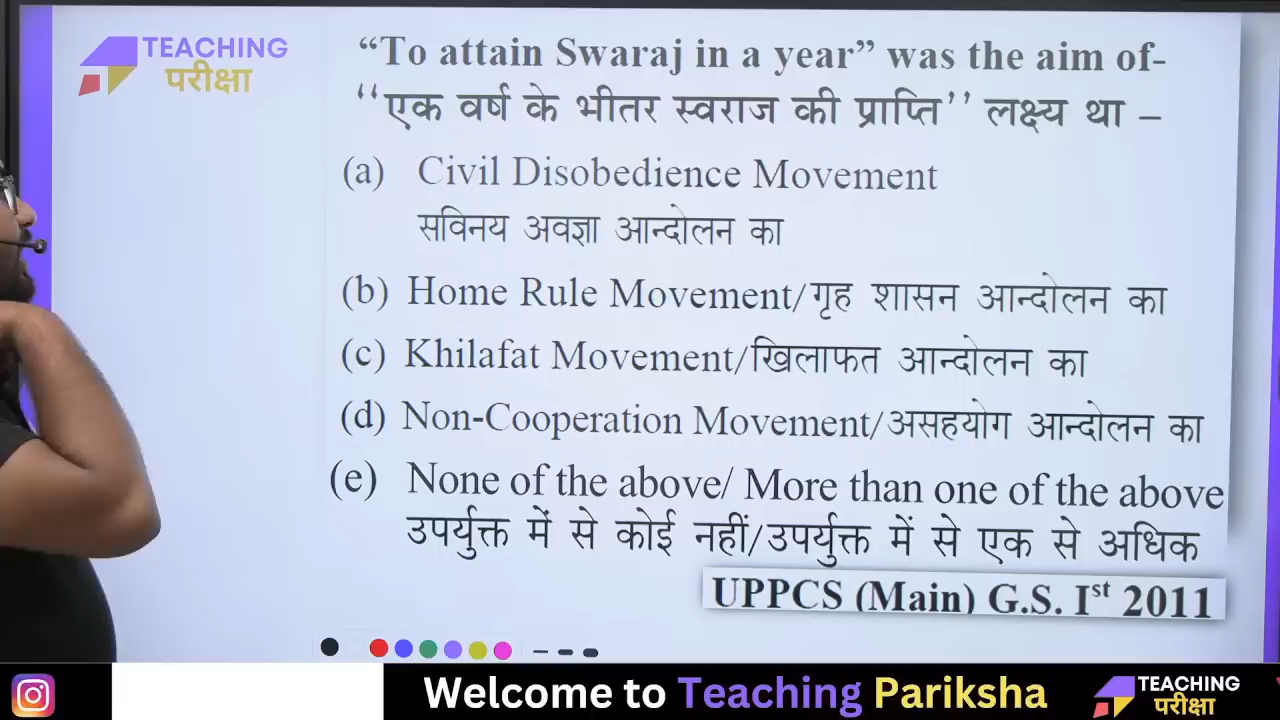 TEACHING
परीक्षा
“To attain Swaraj in a year” was the aim of-
‘‘एक वर्ष के भीतर स्वराज की प्राप्ति’’ लक्ष्य था –
(a) Civil Disobedience Movement
सविनय अवज्ञा आन्दोलन का
(b) Home Rule Movement/गृह शासन आन्दोलन का
(c) Khilafat Movement/खिलाफत आन्दोलन का
(d) Non-Cooperation Movement/असहयोग आन्दोलन का
(e) None of the above/ More than one of the above
उपर्युक्त में से कोई नहीं/उपर्युक्त में से एक से अधिक
UPPCS (Main) G.S. Ist 2011
Welcome to Teaching Pariksha
TEACHING
परीक्षा